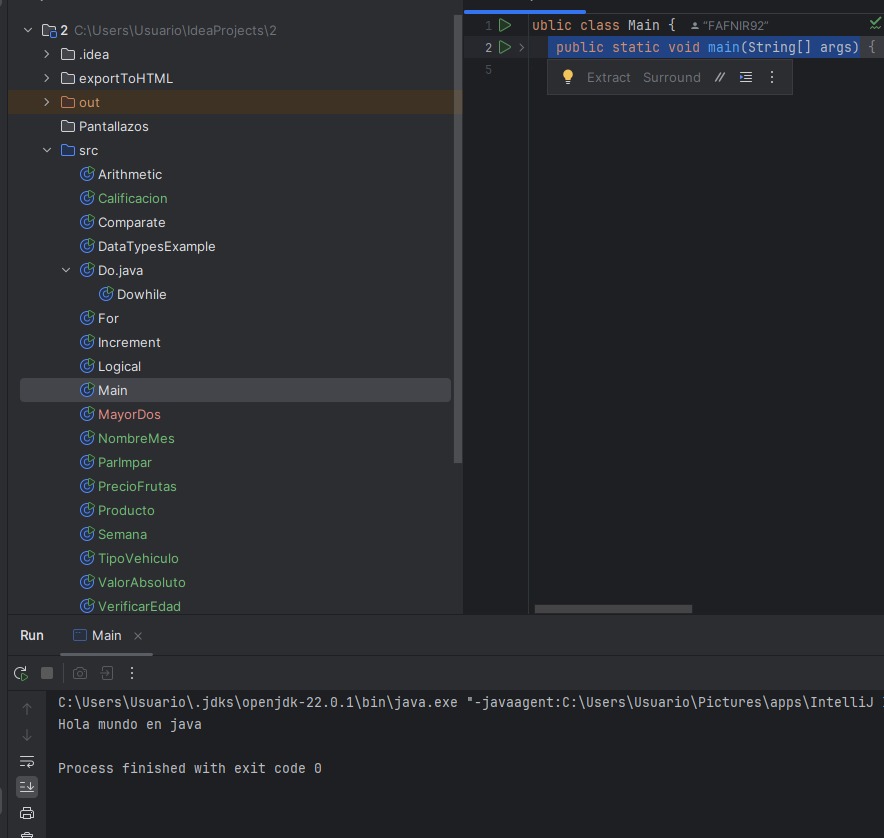 2 C:\Users\Usuario\IdeaProjects\2
.idea
exportToHTML
out
Pantallazos
src
Arithmetic
Calificacion
Comparate
DataTypesExample
Do.java
Dowhile
For
Increment
Logical
Main
MayorDos
NombreMes
ParImpar
PrecioFrutas
Producto
Semana
TipoVehiculo
ValorAbsoluto
VerificarEdad
1 ublic class Main { "FAFNIR92"
2 public static void main(String[] args) {
5
Extract Surround //
Run Main
C:\Users\Usuario\.jdks\openjdk-22.0.1\bin\java.exe "-javaagent:C:\Users\Usuario\Pictures\apps\IntelliJ
Hola mundo en java
Process finished with exit code 0